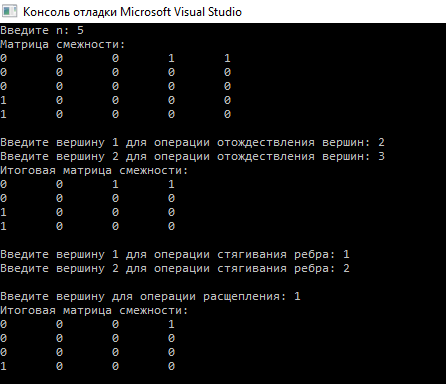 Консоль отладки Microsoft Visual Studio
Введите n: 5
Матрица смежности:
0 0 0 1 1
0 0 0 0 0
0 0 0 0 0
1 0 0 0 0
1 0 0 0 0
Введите вершину 1 для операции отождествления вершин: 2
Введите вершину 2 для операции отождествления вершин: 3
Итоговая матрица смежности:
0 0 1 1
0 0 0 0
1 0 0 0
1 0 0 0
Введите вершину 1 для операции стягивания ребра: 1
Введите вершину 2 для операции стягивания ребра: 2
Введите вершину для операции расщепления: 1
Итоговая матрица смежности:
0 0 0 1
0 0 0 0
0 0 0 0
1 0 0 0